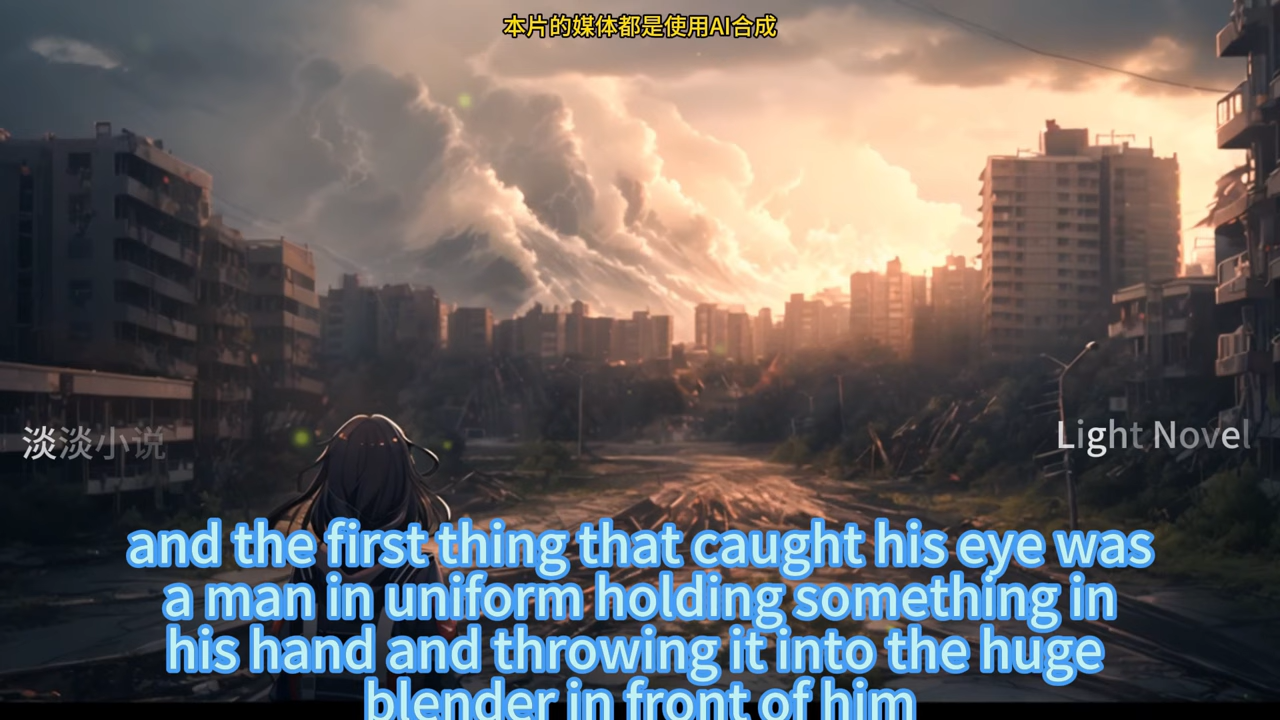 本片的媒体都是使用AI合成
淡淡小说
Light Novel
and the first thing that caught his eye was
a man in uniform holding something in
his hand and throwing it into the huge
blender in front of him